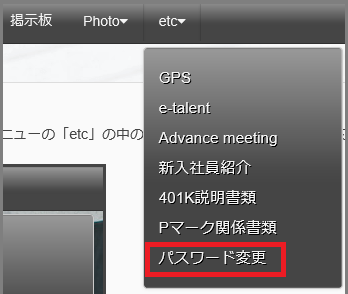 掲示板 Photo▾ etc▾
GPS
e-talent
ニューの「etc」の中の
Advance meeting
新入社員紹介
401K説明書類
Pマーク関係書類
パスワード変更